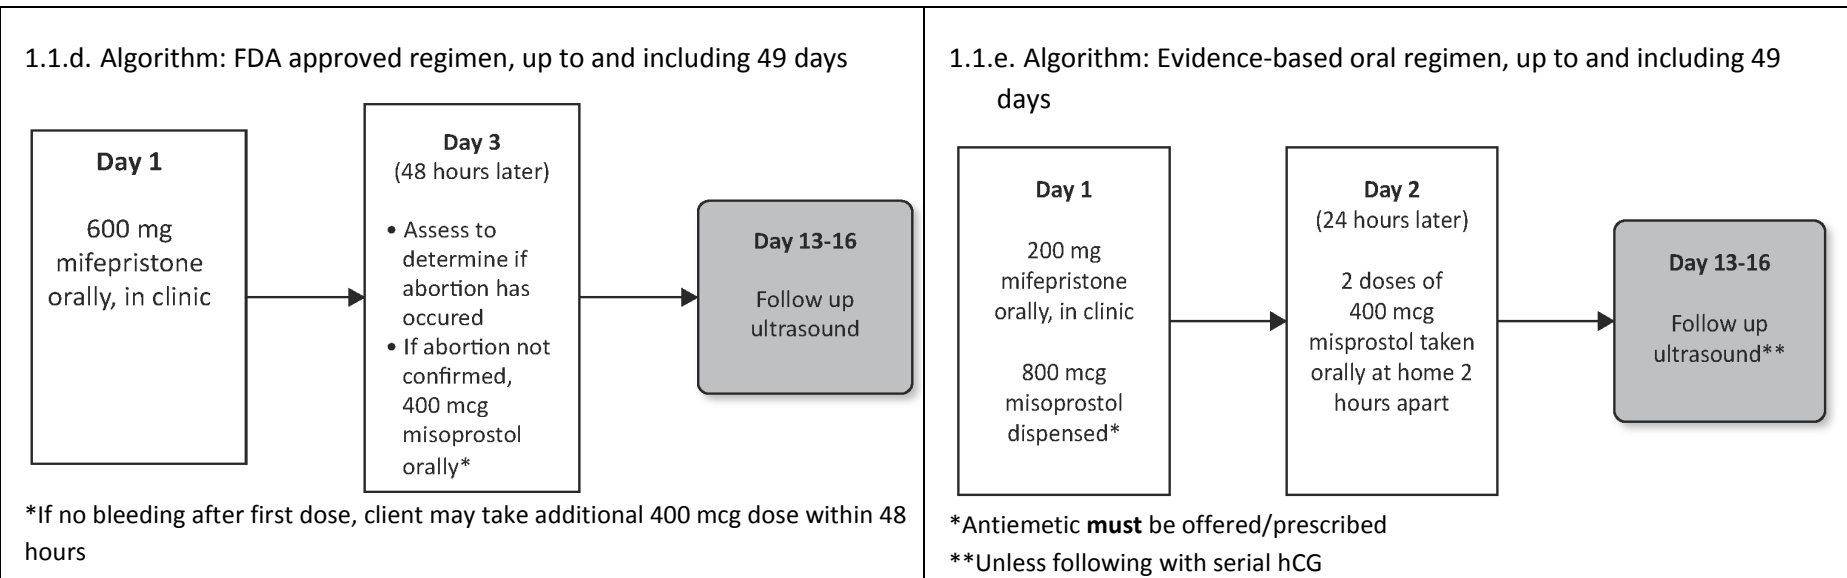 1.1.d. Algorithm: FDA approved regimen, up to and including 49 days
Day 1
600 mg
mifepristone
orally, in clinic
Day 3
(48 hours later)
• Assess to
determine if
abortion has
occured
• If abortion not
confirmed,
400 mcg
misoprostol
orally*
Day 13-16
Follow up
ultrasound
*If no bleeding after first dose, client may take additional 400 mcg dose within 48
hours
1.1.e. Algorithm: Evidence-based oral regimen, up to and including 49
days
Day 1
200 mg
mifepristone
orally, in clinic
800 mcg
misoprostol
dispensed*
Day 2
(24 hours later)
2 doses of
400 mcg
misprostol taken
orally at home 2
hours apart
Day 13-16
Follow up
ultrasound**
*Antiemetic must be offered/prescribed
**Unless following with serial hCG